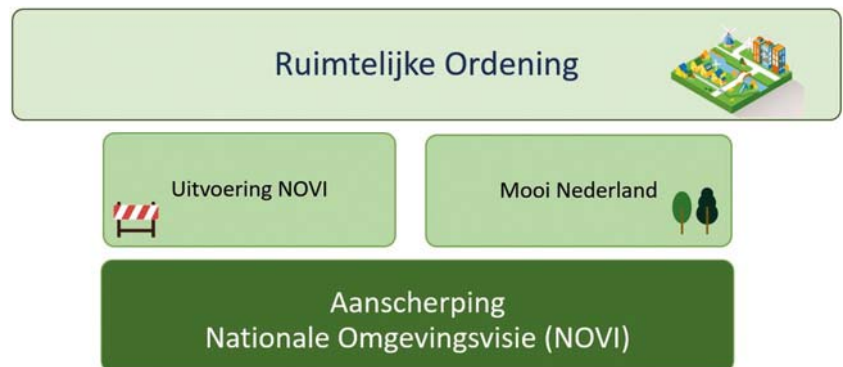 Ruimtelijke Ordening
Uitvoering NOVI
Mooi Nederland
Aanscherping
Nationale Omgevingsvisie (NOVI)